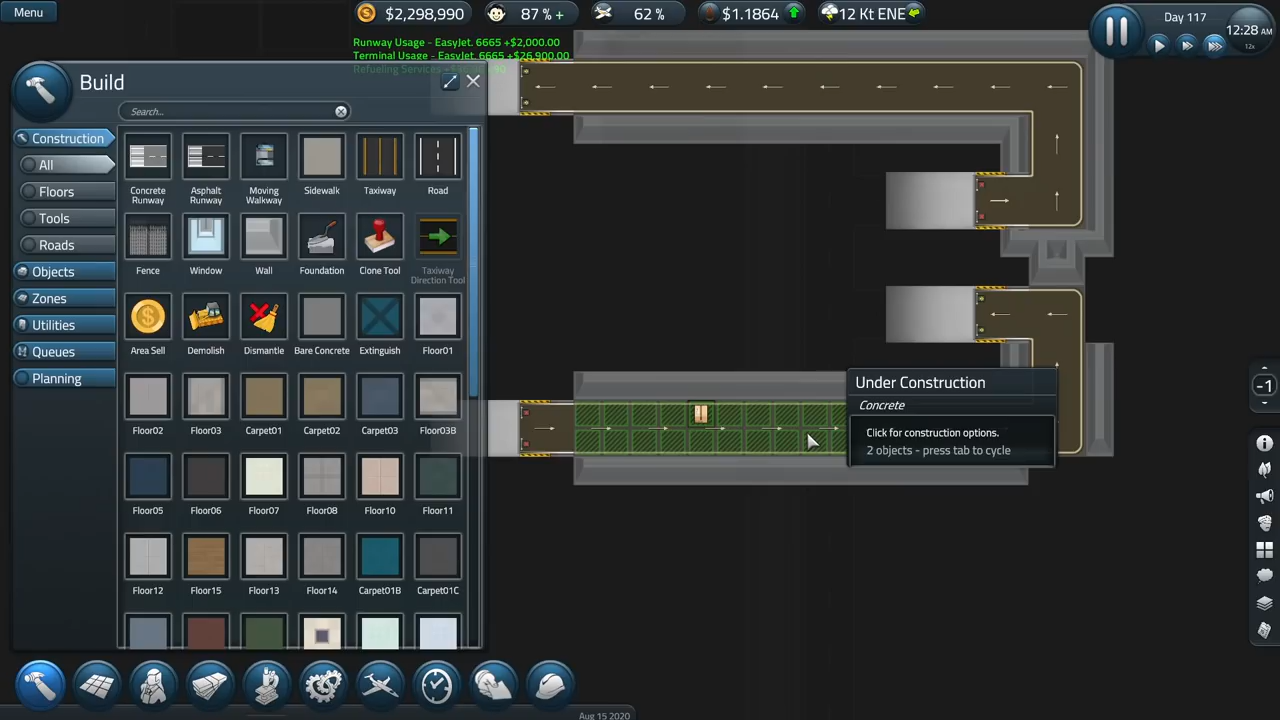 Menu
$2,298,990
87 % +
62 %
$1.1864
12 Kt ENE
Day 117
12:28 AM
12x
Runway Usage - EasyJet. 6665 +$2,000.00
Terminal Usage - EasyJet. 6665 +$26,900.00
Build
Search...
Construction
All
Floors
Tools
Roads
Objects
Zones
Utilities
Queues
Planning
Concrete Runway
Asphalt Runway
Moving Walkway
Sidewalk
Taxiway
Road
Fence
Window
Wall
Foundation
Clone Tool
Taxiway Direction Tool
Area Sell
Demolish
Dismantle
Bare Concrete
Extinguish
Floor01
Floor02
Floor03
Carpet01
Carpet02
Carpet03
Floor03B
Floor05
Floor06
Floor07
Floor08
Floor10
Floor11
Floor12
Floor15
Floor13
Floor14
Carpet01B
Carpet01C
Under Construction
Concrete
Click for construction options.
2 objects - press tab to cycle
-1
Aug 15 2020